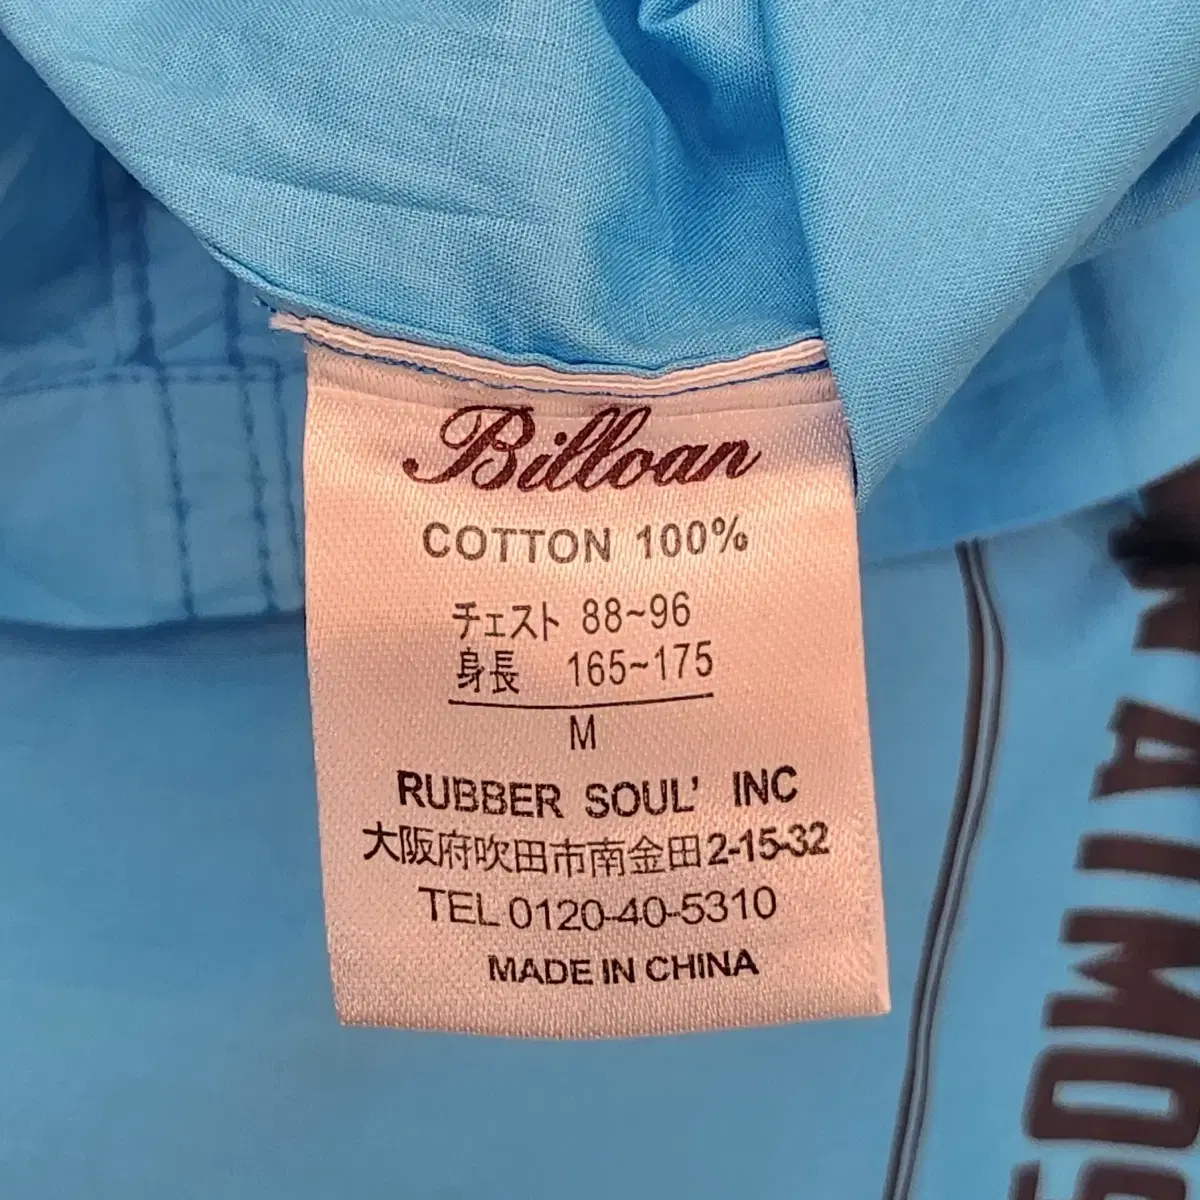 Billoan
COTTON 100%
チェスト 88~96
身長 165~175
M
RUBBER SOUL' INC
大阪府吹田市南金田2-15-32
TEL 0120-40-5310
MADE IN CHINA